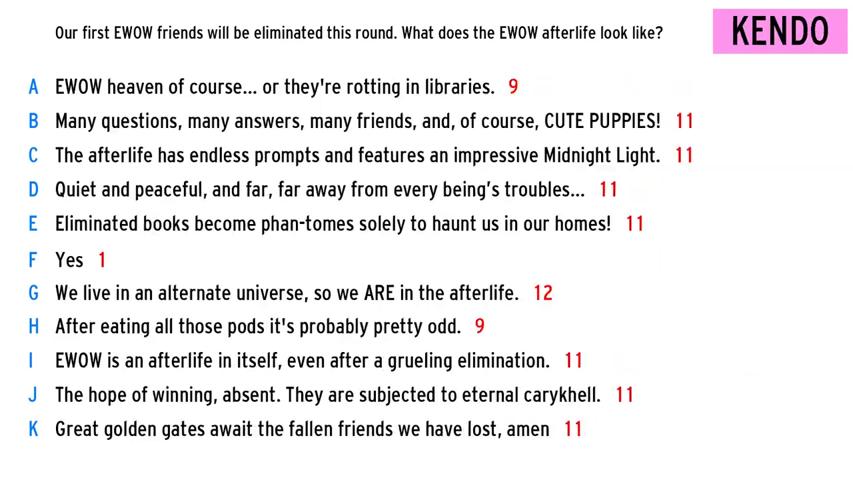 Our first EWOW friends will be eliminated this round. What does the EWOW afterlife look like?
KENDO
A EWOW heaven of course... or they're rotting in libraries. 9
B Many questions, many answers, many friends, and, of course, CUTE PUPPIES! 11
C The afterlife has endless prompts and features an impressive Midnight Light. 11
D Quiet and peaceful, and far, far away from every being’s troubles... 11
E Eliminated books become phan-tomes solely to haunt us in our homes! 11
F Yes 1
G We live in an alternate universe, so we ARE in the afterlife. 12
H After eating all those pods it's probably pretty odd. 9
I EWOW is an afterlife in itself, even after a grueling elimination. 11
J The hope of winning, absent. They are subjected to eternal carykhell. 11
K Great golden gates await the fallen friends we have lost, amen 11